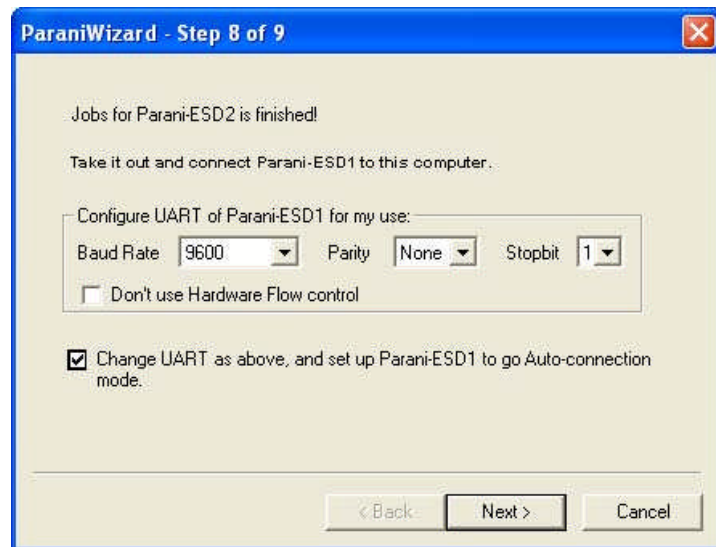 ParaniWizard - Step 8 of 9
Jobs for Parani-ESD2 is finished!
Take it out and connect Parani-ESD1 to this computer.
Configure UART of Parani-ESD1 for my use:
Baud Rate 9600 Parity None Stopbit 1
Don't use Hardware Flow control
Change UART as above, and set up Parani-ESD1 to go Auto-connection
mode.
< Back Next > Cancel